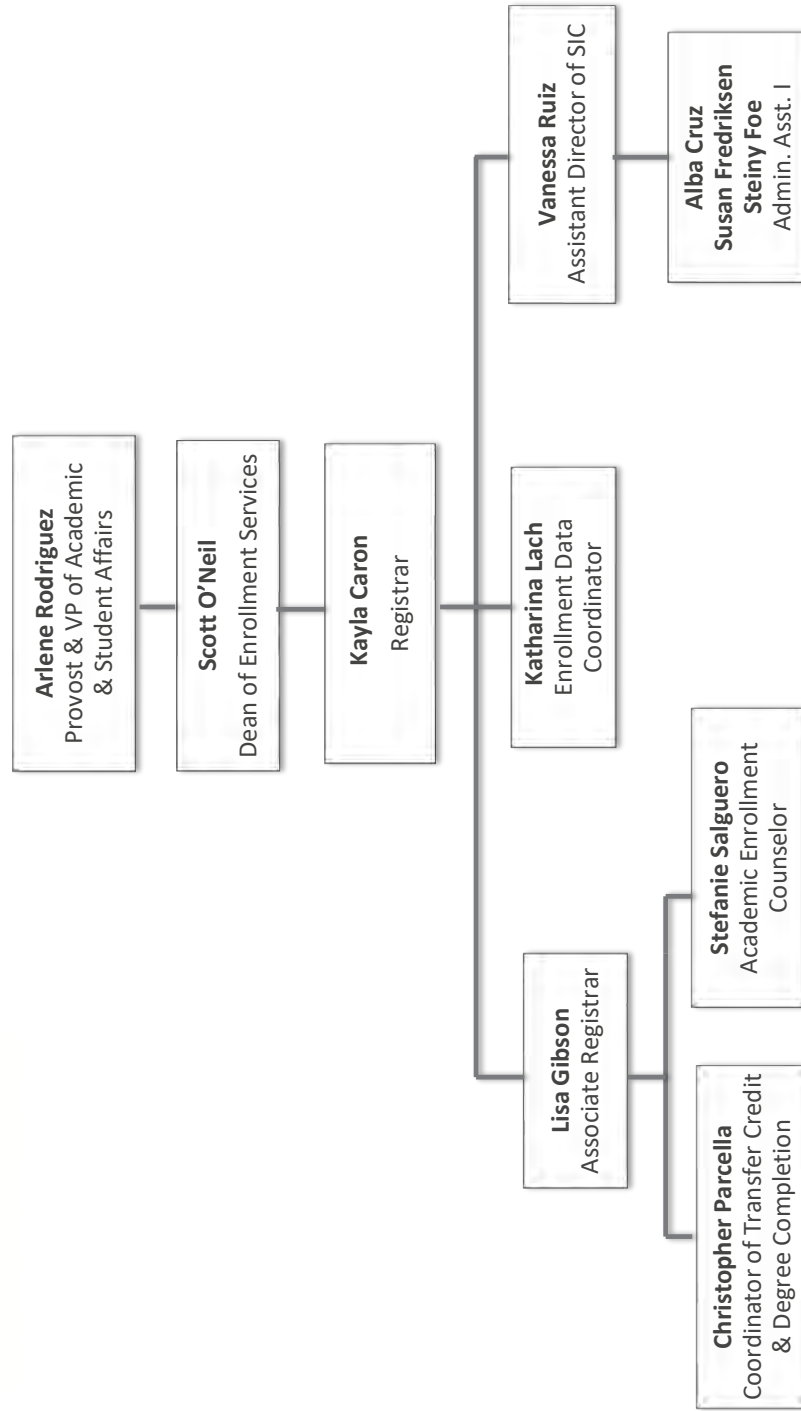 Arlene Rodriguez
Provost & VP of Academic
& Student Affairs
Scott O’Neil
Dean of Enrollment Services
Kayla Caron
Registrar
Lisa Gibson
Associate Registrar
Katharina Lach
Enrollment Data
Coordinator
Vanessa Ruiz
Assistant Director of SIC
Christopher Parcella
Coordinator of Transfer Credit
& Degree Completion
Stefanie Salguero
Academic Enrollment
Counselor
Alba Cruz
Susan Fredriksen
Steiny Foe
Admin. Asst. I